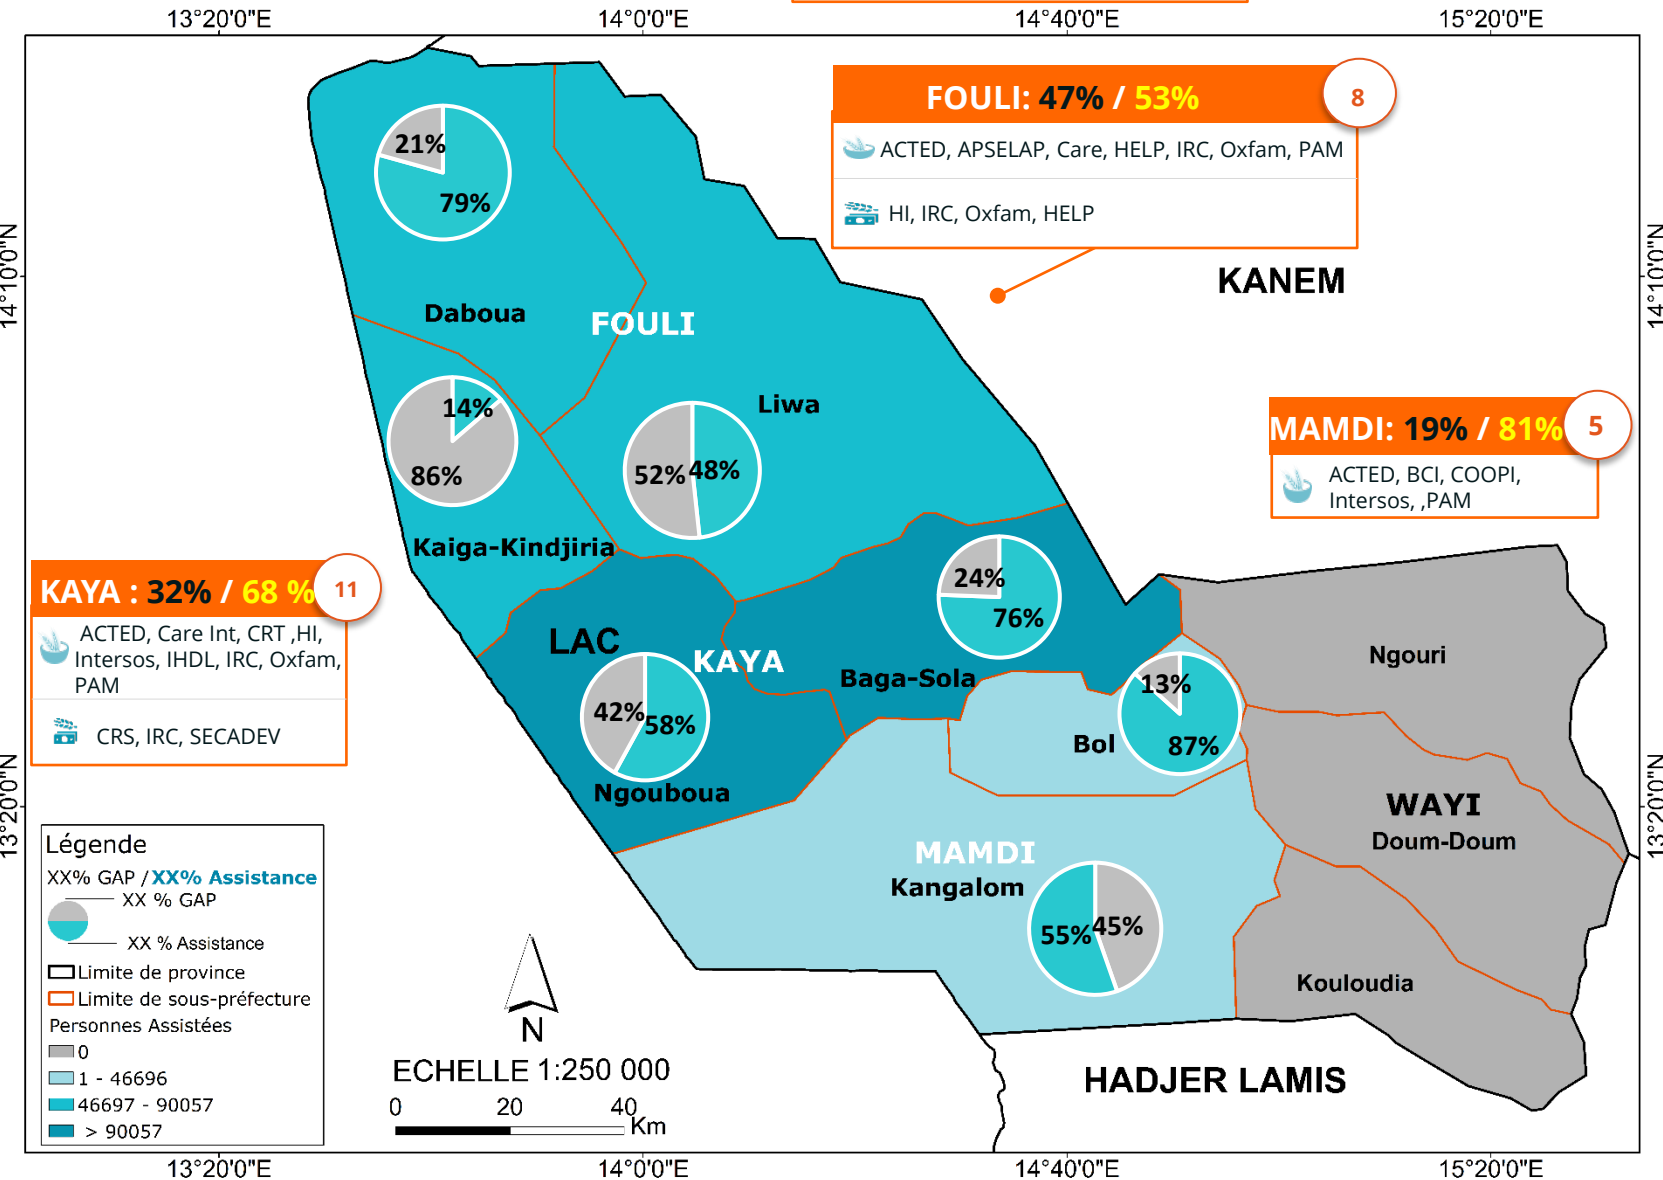 13°20'0"E
14°0'0"E
14°40'0"E
15°20'0"E
FOULI: 47% / 53%
8
ACTED, APSELAP, Care, HELP, IRC, Oxfam, PAM
HI, IRC, Oxfam, HELP
14°10'0"N
14°10'0"N
KANEM
21%
79%
Daboua
FOULI
Liwa
14%
86%
52%
48%
Kaiga-Kindjiria
MAMDI: 19% / 81%
5
ACTED, BCI, COOPI,
Intersos, ,PAM
KAYA : 32% / 68 %
11
ACTED, Care Int, CRT ,HI,
Intersos, IHDL, IRC, Oxfam,
PAM
CRS, IRC, SECADEV
24%
76%
LAC
KAYA
Baga-Sola
42%
58%
Ngouboua
13%
87%
Bol
Ngouri
WAYI
Doum-Doum
13°20'0"N
13°20'0"N
MAMDI
Kangalom
55%
45%
Kouloudia
Légende
XX% GAP / XX% Assistance
XX % GAP
XX % Assistance
Limite de province
Limite de sous-préfecture
Personnes Assistées
0
1 - 46696
46697 - 90057
> 90057
N
ECHELLE 1:250 000
0 20 40
Km
HADJER LAMIS
13°20'0"E
14°0'0"E
14°40'0"E
15°20'0"E